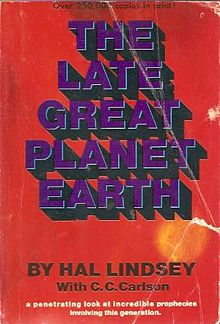 Over 250,000 copies in print!
THE
LATE
GREAT
PLANET
EARTH
BY HAL LINDSEY
With C.C. Carlson
a penetrating look at incredible prophecies
involving this generation.